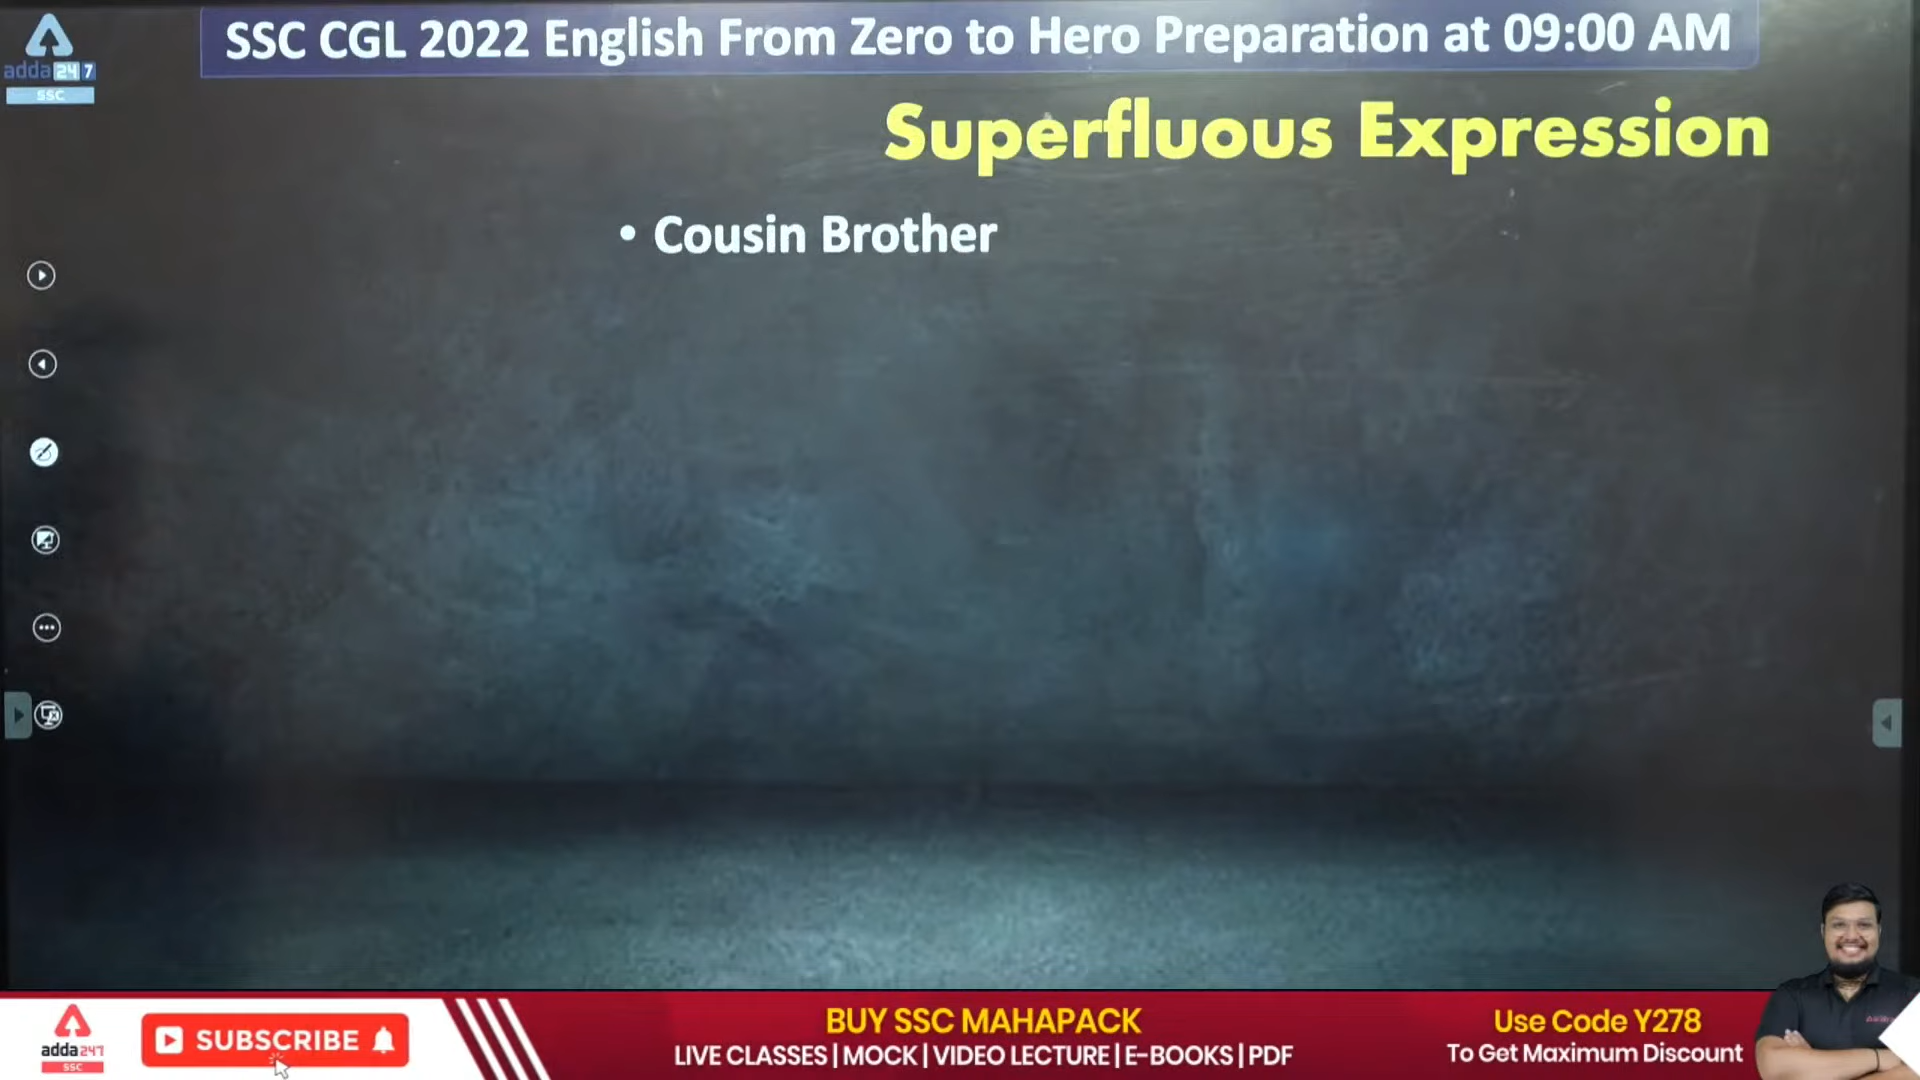 SSC CGL 2022 English From Zero to Hero Preparation at 09:00 AM
adda247
SSC
Superfluous Expression
• Cousin Brother
adda247
SSC
SUBSCRIBE
BUY SSC MAHAPACK
LIVE CLASSES | MOCK | VIDEO LECTURE | E-BOOKS | PDF
Use Code Y278
To Get Maximum Discount